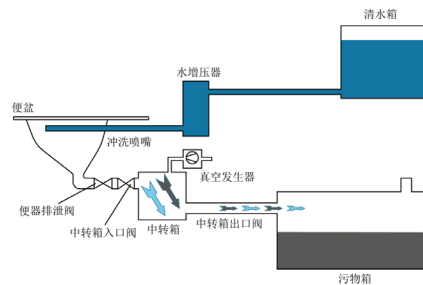 清水箱
水增压器
便盆
冲洗喷嘴
真空发生器
便器排泄阀
中转箱入口阀
中转箱
中转箱出口阀
污物箱